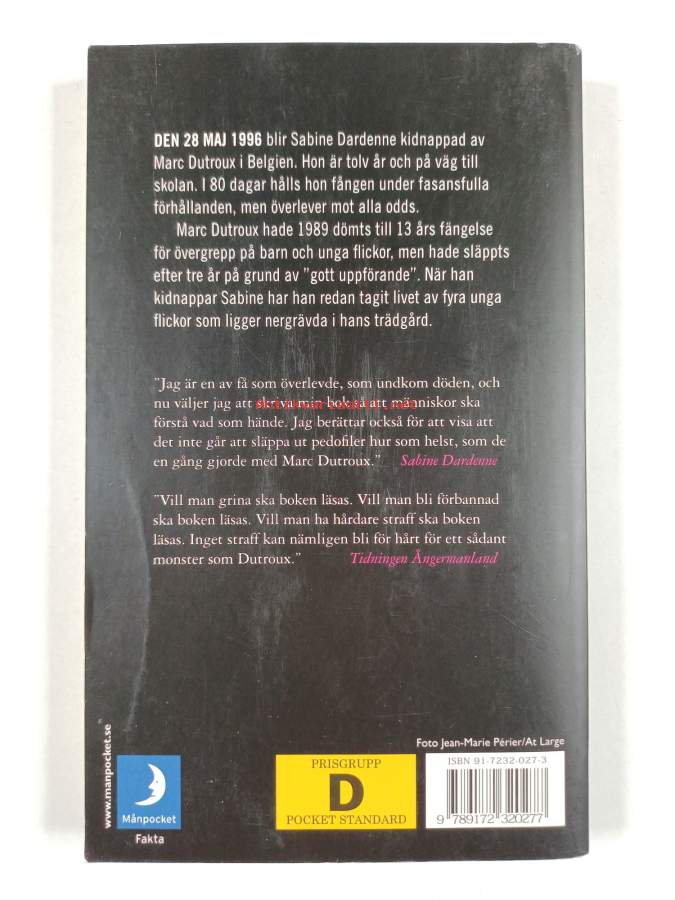 DEN 28 MAJ 1996 blir Sabine Dardenne kidnappad av
Marc Dutroux i Belgien. Hon är tolv år och på väg till
skolan. I 80 dagar hålls hon fången under fasansfulla
förhållanden, men överlever mot alla odds.
Marc Dutroux hade 1989 dömts till 13 års fängelse
för övergrepp på barn och unga flickor, men hade släppts
efter tre år på grund av ”gott uppförande”. När han
kidnappar Sabine har han redan tagit livet av fyra unga
flickor som ligger nergrävda i hans trädgård.
”Jag är en av få som överlevde, som undkom döden, och
nu väljer jag att skriva min bok så att människor ska
förstå vad som hände. Jag berättar också för att visa att
det inte går att släppa ut pedofiler hur som helst, som de
en gång gjorde med Marc Dutroux.” Sabine Dardenne
”Vill man grina ska boken läsas. Vill man bli förbannad
ska boken läsas. Vill man ha hårdare straff ska boken
läsas. Inget straff kan nämligen bli för hårt för ett sådant
monster som Dutroux.” Tidningen Ångermanland
Foto Jean-Marie Périer/At Large
www.manpocket.se
Månpocket
Fakta
PRISGRUPP
D
POCKET STANDARD
ISBN 91-7232-027-3
9 789172 320277